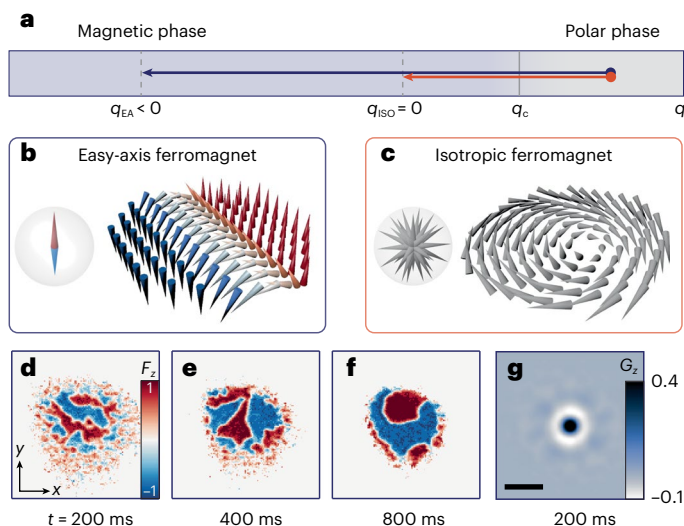 a
Magnetic phase
Polar phase
q_EA < 0
q_ISO = 0
q_c
q
b
Easy-axis ferromagnet
c
Isotropic ferromagnet
d
F_z
1
−1
y
x
e
f
g
G_z
0.4
−0.1
t = 200 ms
400 ms
800 ms
200 ms